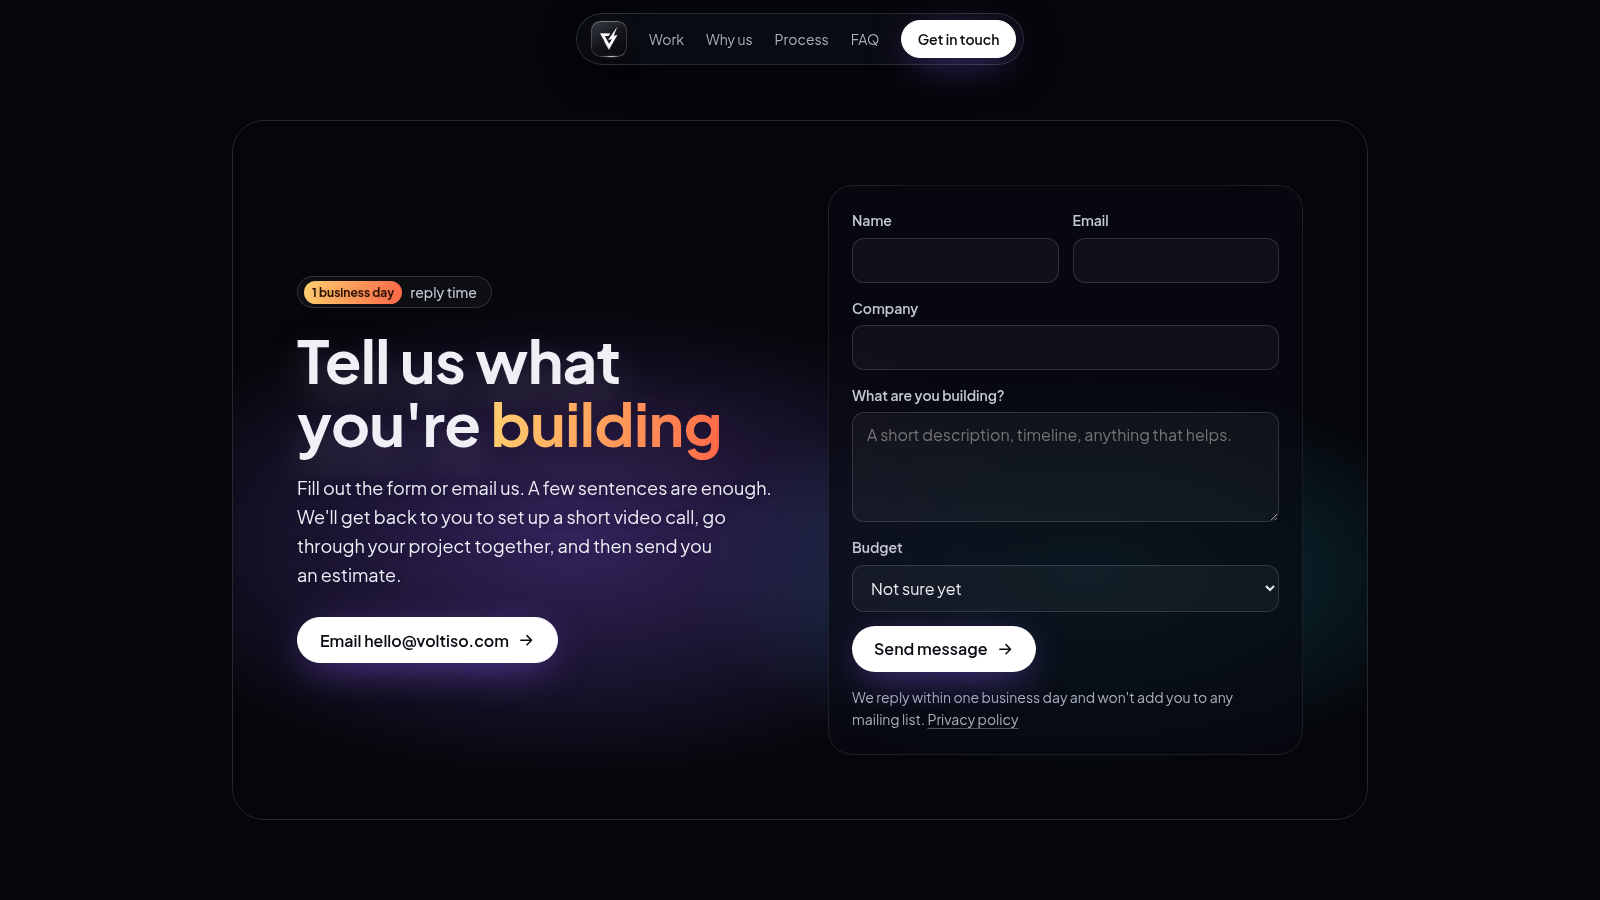 Work
Why us
Process
FAQ
Get in touch
1 business day reply time
Tell us what
you're building
Fill out the form or email us. A few sentences are enough.
We'll get back to you to set up a short video call, go
through your project together, and then send you
an estimate.
Email hello@voltiso.com →
Name
Email
Company
What are you building?
A short description, timeline, anything that helps.
Budget
Not sure yet
Send message →
We reply within one business day and won't add you to any
mailing list. Privacy policy